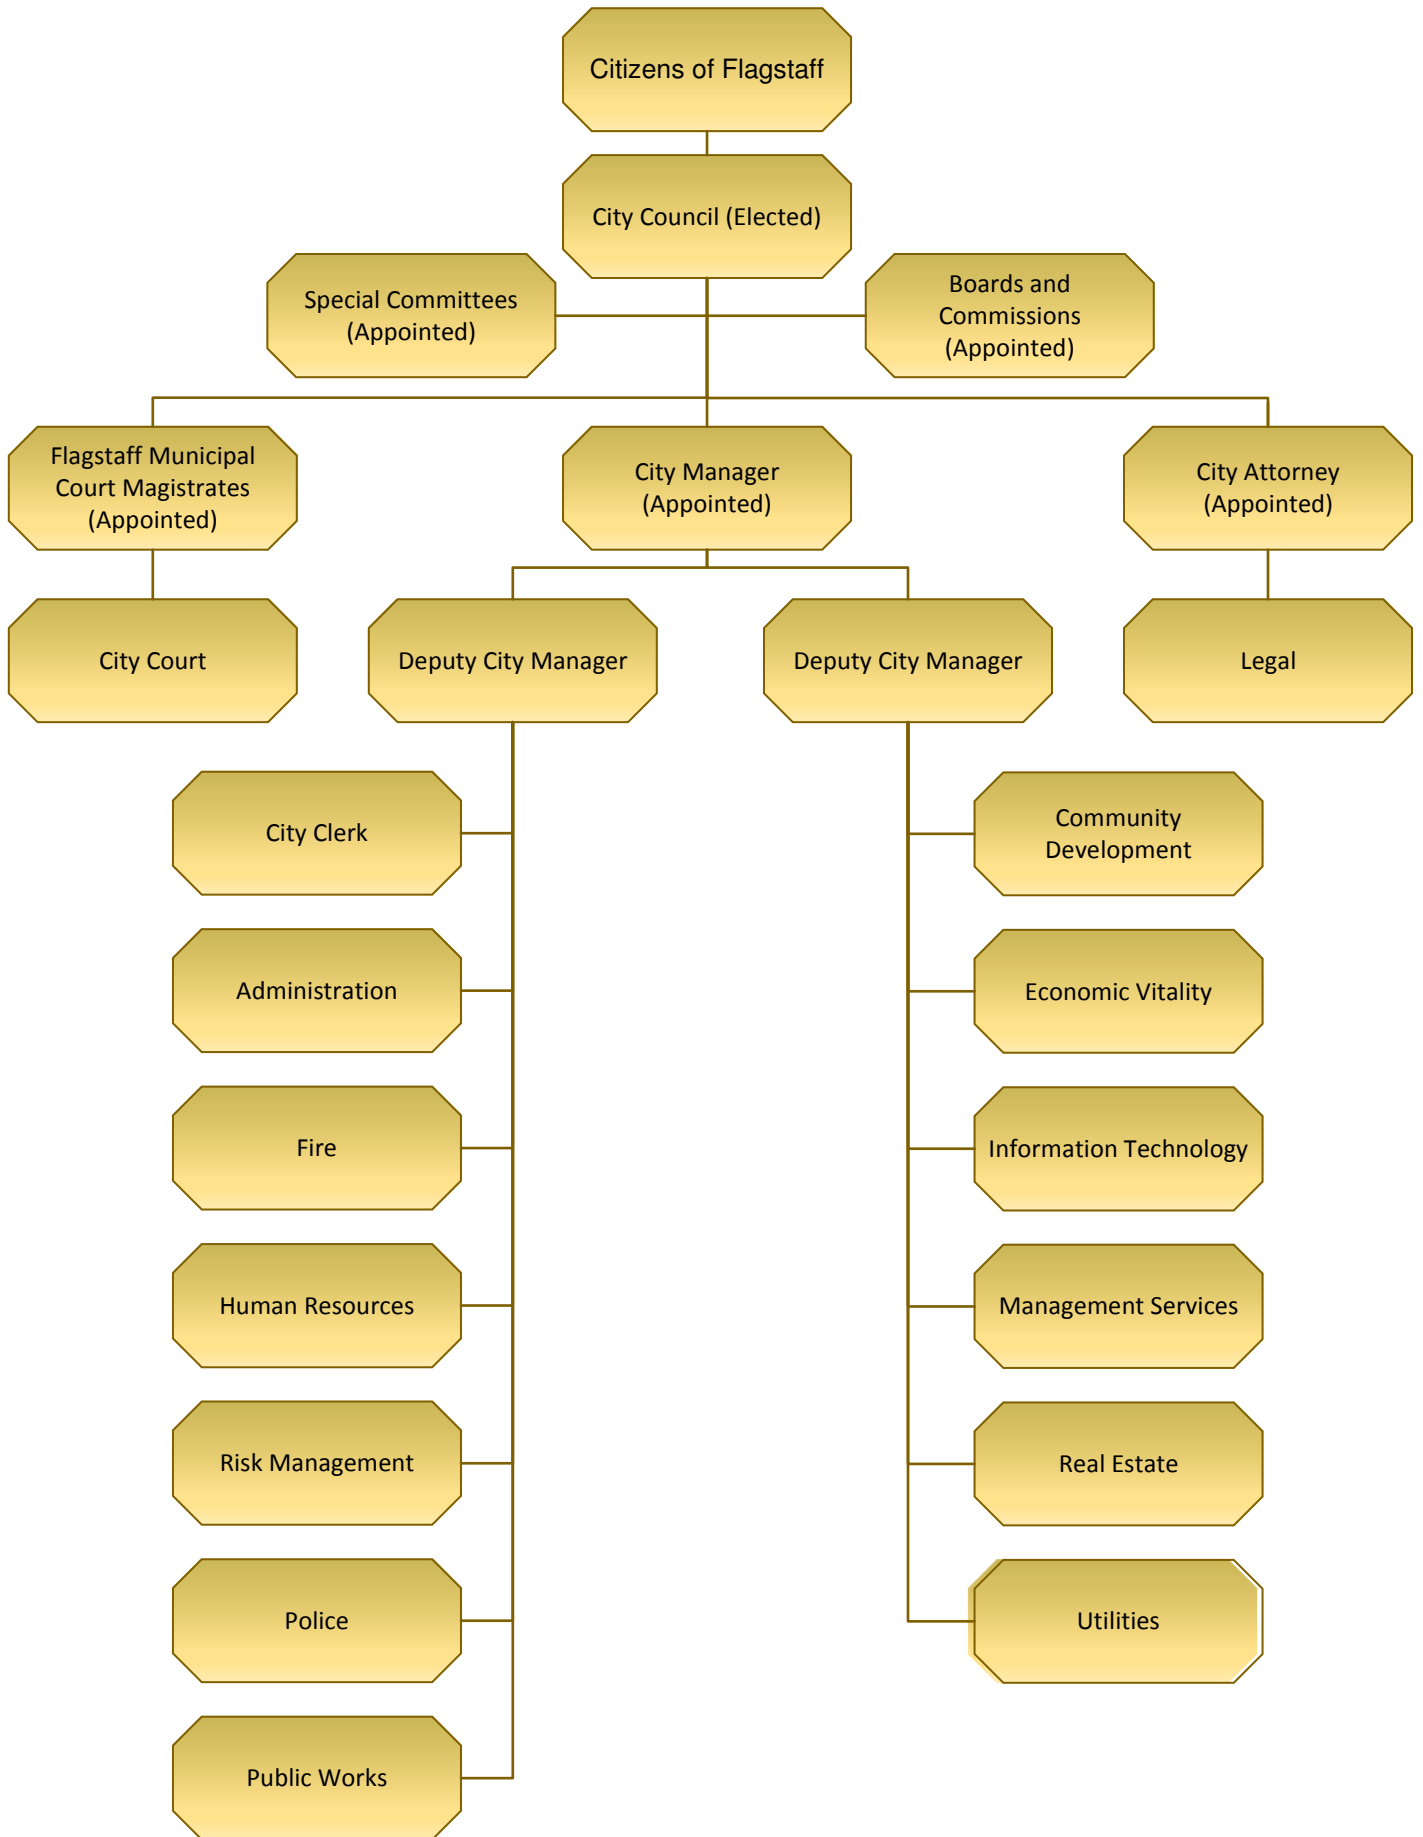 Citizens of Flagstaff
City Council (Elected)
Special Committees
(Appointed)
Boards and
Commissions
(Appointed)
Flagstaff Municipal
Court Magistrates
(Appointed)
City Manager
(Appointed)
City Attorney
(Appointed)
City Court
Deputy City Manager
Deputy City Manager
Legal
City Clerk
Community
Development
Administration
Economic Vitality
Fire
Information Technology
Human Resources
Management Services
Risk Management
Real Estate
Police
Utilities
Public Works